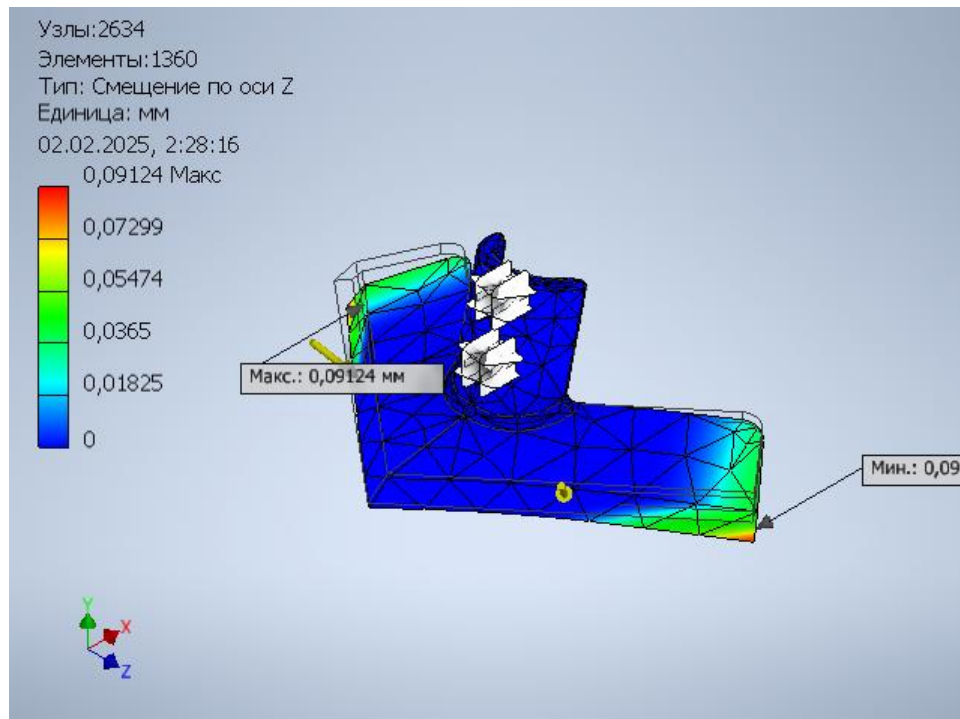 Узлы:2634
Элементы:1360
Тип: Смещение по оси Z
Единица: мм
02.02.2025, 2:28:16
0,09124 Макс
0,07299
0,05474
0,0365
0,01825
0
Макс.: 0,09124 мм
Мин.: 0,09
Y
X
Z